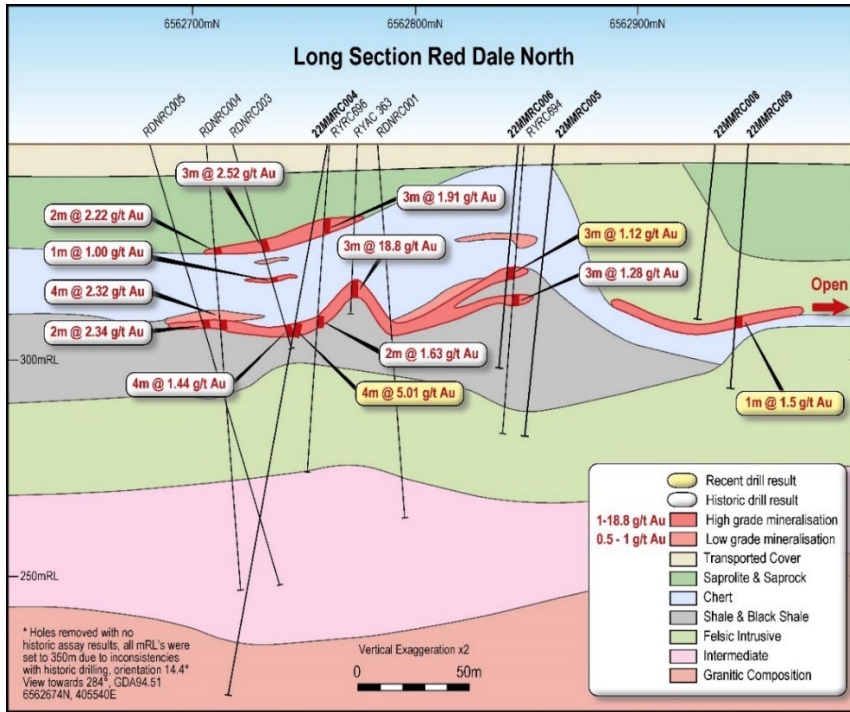 6562700mN
6562800mN
6562900mN
Long Section Red Dale North
RDNRC005
RDNRC004
RDNRC003
22MMRC004
RYRC696
RYAC 363
RDNRC001
22MMRC006
RYRC694
22MMRC005
22MMRC008
22MMRC009
3m @ 2.52 g/t Au
3m @ 1.91 g/t Au
2m @ 2.22 g/t Au
3m @ 1.12 g/t Au
1m @ 1.00 g/t Au
3m @ 18.8 g/t Au
3m @ 1.28 g/t Au
Open
4m @ 2.32 g/t Au
2m @ 2.34 g/t Au
2m @ 1.63 g/t Au
300mRL
4m @ 1.44 g/t Au
4m @ 5.01 g/t Au
1m @ 1.5 g/t Au
Recent drill result
Historic drill result
1-18.8 g/t Au High grade mineralisation
0.5 - 1 g/t Au Low grade mineralisation
Transported Cover
Saprolite & Saprock
Chert
Shale & Black Shale
Felsic Intrusive
Intermediate
Granitic Composition
250mRL
* Holes removed with no
historic assay results, all mRL's were
set to 350m due to inconsistencies
with historic drilling, orientation 14.4°
View towards 284°, GDA94.51
6562674N, 405540E
Vertical Exaggeration x2
0 50m